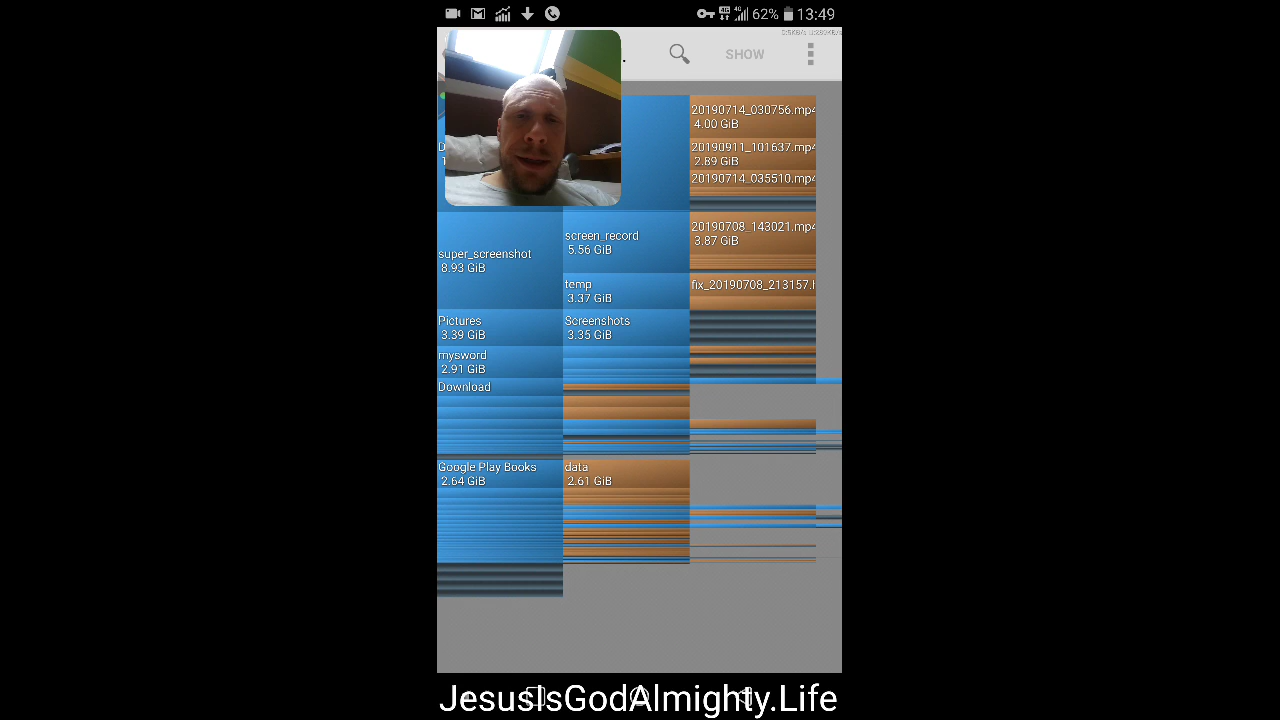 62% 13:49
SHOW
20190714_030756.mp4
4.00 GiB
20190911_101637.mp4
2.89 GiB
20190714_035510.mp4
super_screenshot
8.93 GiB
screen_record
5.56 GiB
20190708_143021.mp4
3.87 GiB
temp
3.37 GiB
fix_20190708_213157.
Pictures
3.39 GiB
Screenshots
3.35 GiB
mysword
2.91 GiB
Download
Google Play Books
2.64 GiB
data
2.61 GiB
JesusIsGodAlmighty.Life